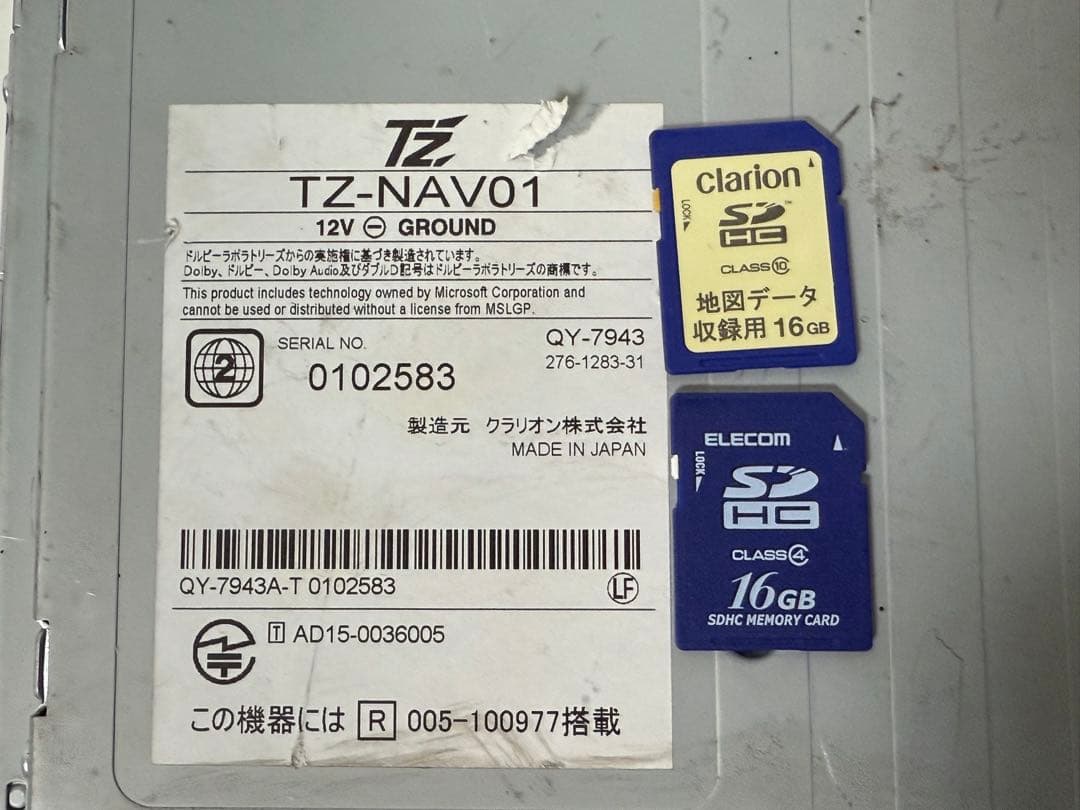 TZ
TZ-NAV01
12V ⊖ GROUND
ドルビーラボラトリーズからの実施権に基づき製造されています。
Dolby、ドルビー、Dolby Audio及びダブルD記号はドルビーラボラトリーズの商標です。
This product includes technology owned by Microsoft Corporation and
cannot be used or distributed without a license from MSLGP.
2
SERIAL NO.
0102583
QY-7943
276-1283-31
製造元 クラリオン株式会社
MADE IN JAPAN
QY-7943A-T 0102583
LF
T AD15-0036005
この機器には R 005-100977搭載
clarion
LOCK
SD
HC
™
CLASS⑩
地図データ
収録用 16GB
ELECOM
LOCK
SD
HC
CLASS④
16GB
SDHC MEMORY CARD